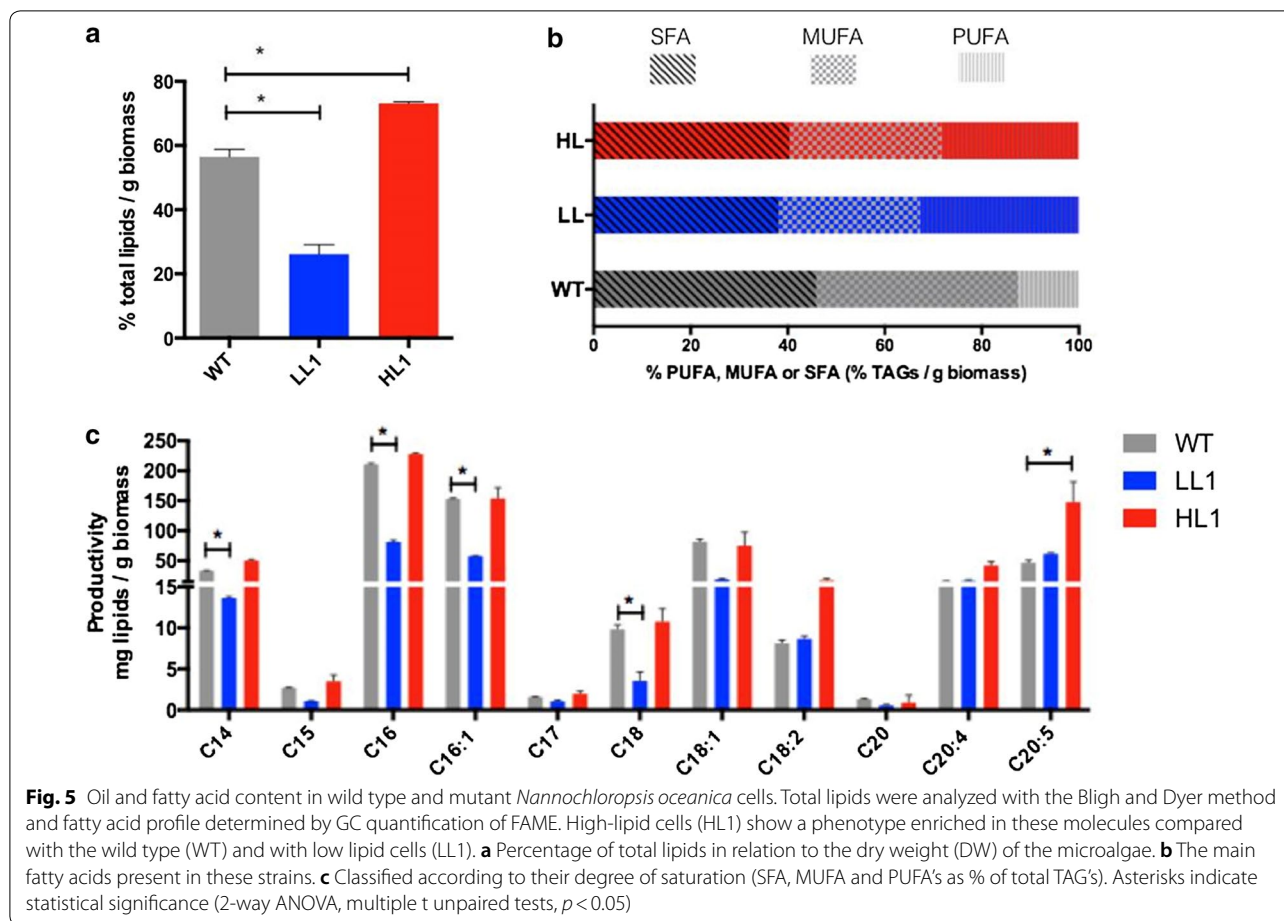 a
*
*
80
60
40
20
0
% total lipids / g biomass
WT
LL1
HL1
b
SFA MUFA PUFA
HL
LL
WT
0 20 40 60 80 100
% PUFA, MUFA or SFA (% TAGs / g biomass)
c
250
200
150
100
50
15
10
5
0
Productivity
mg lipids / g biomass
* * * * *
WT
LL1
HL1
C14 C15 C16 C16:1 C17 C18 C18:1 C18:2 C20 C20:4 C20:5
Fig. 5 Oil and fatty acid content in wild type and mutant Nannochloropsis oceanica cells. Total lipids were analyzed with the Bligh and Dyer method
and fatty acid profile determined by GC quantification of FAME. High-lipid cells (HL1) show a phenotype enriched in these molecules compared
with the wild type (WT) and with low lipid cells (LL1). a Percentage of total lipids in relation to the dry weight (DW) of the microalgae. b The main
fatty acids present in these strains. c Classified according to their degree of saturation (SFA, MUFA and PUFA's as % of total TAG's). Asterisks indicate
statistical significance (2-way ANOVA, multiple t unpaired tests, p < 0.05)